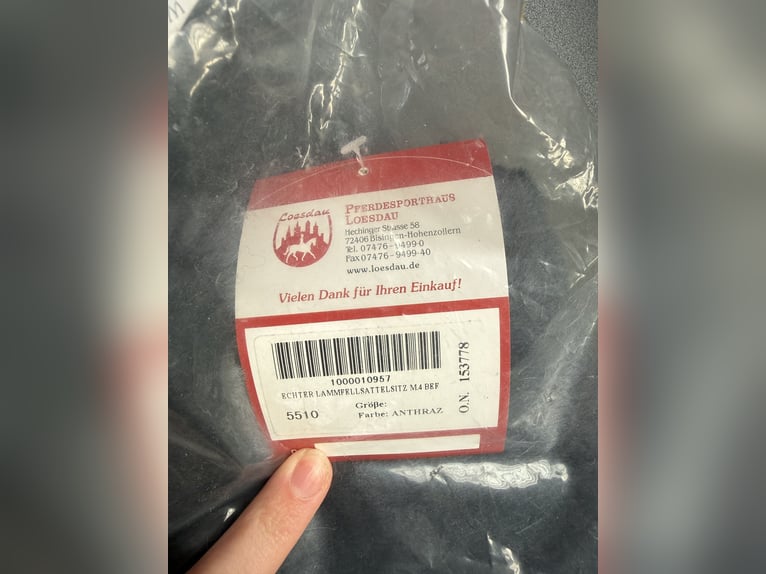 Loesdau
PFERDESPORTHAUS
LOESDAU
Hechinger Strasse 58
72406 Bisingen-Hohenzollern
Tel. 07476-9499-0
Fax 07476-9499-40
www.loesdau.de
Vielen Dank für Ihren Einkauf!
1000010957
ECHTER LAMMFELLSATTELSITZ M.4 BEF
Größe:
5510 Farbe: ANTHRAZ
O.N. 153778